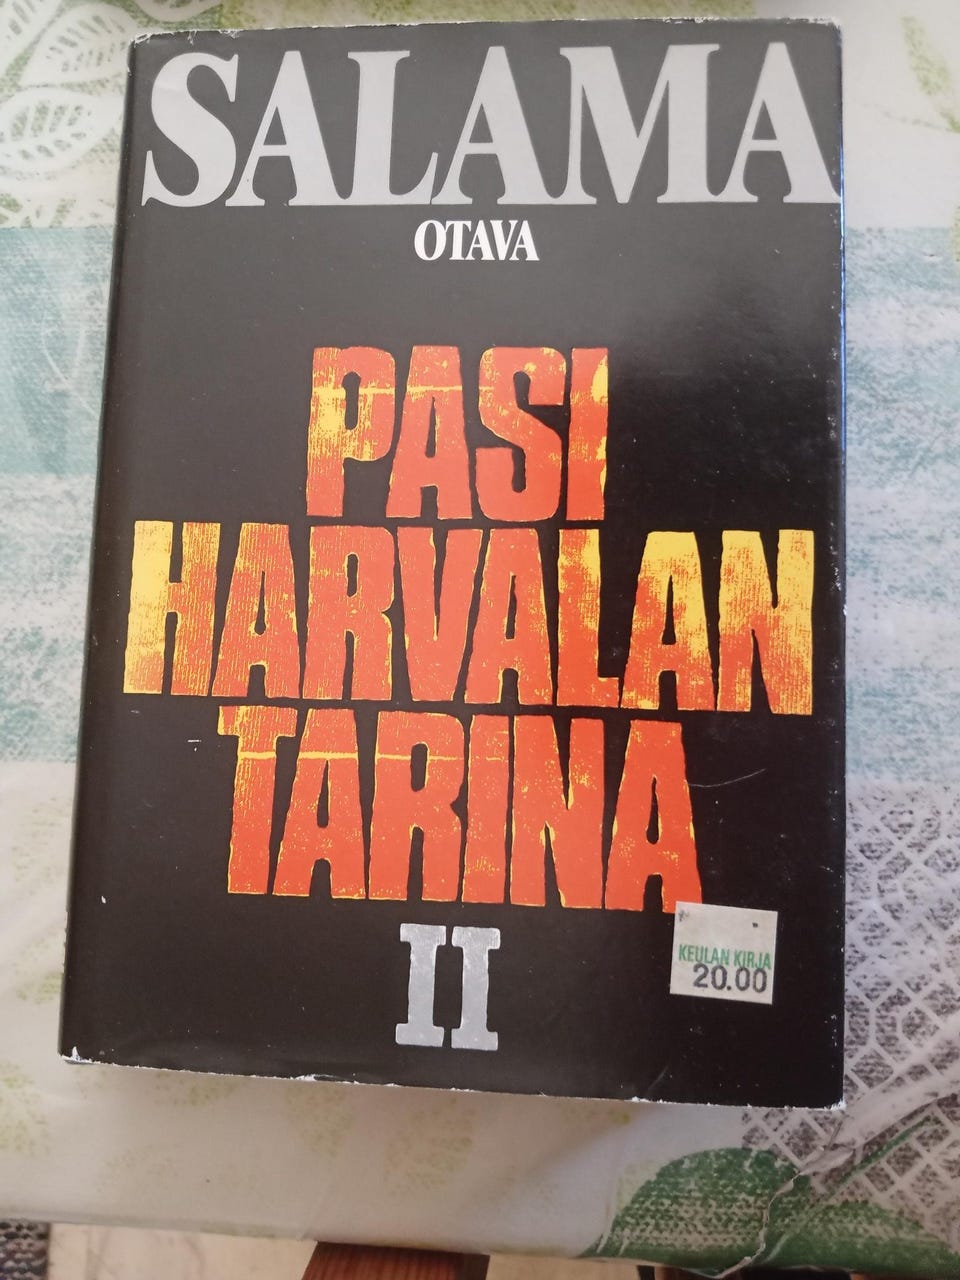 SALAMA
OTAVA
PASI
HARVALAN
TARINA
II
KEULAN KIRJA
20.00